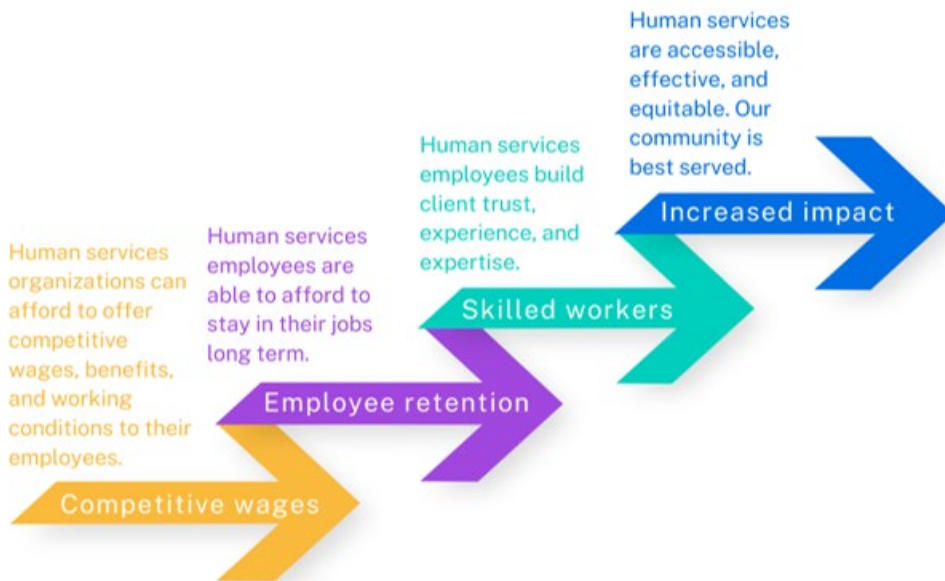 Human services
organizations can
afford to offer
competitive
wages, benefits,
and working
conditions to their
employees.
Competitive wages
Human services
employees are
able to afford to
stay in their jobs
long term.
Employee retention
Human services
employees build
client trust,
experience, and
expertise.
Skilled workers
Human services
are accessible,
effective, and
equitable. Our
community is
best served.
Increased impact